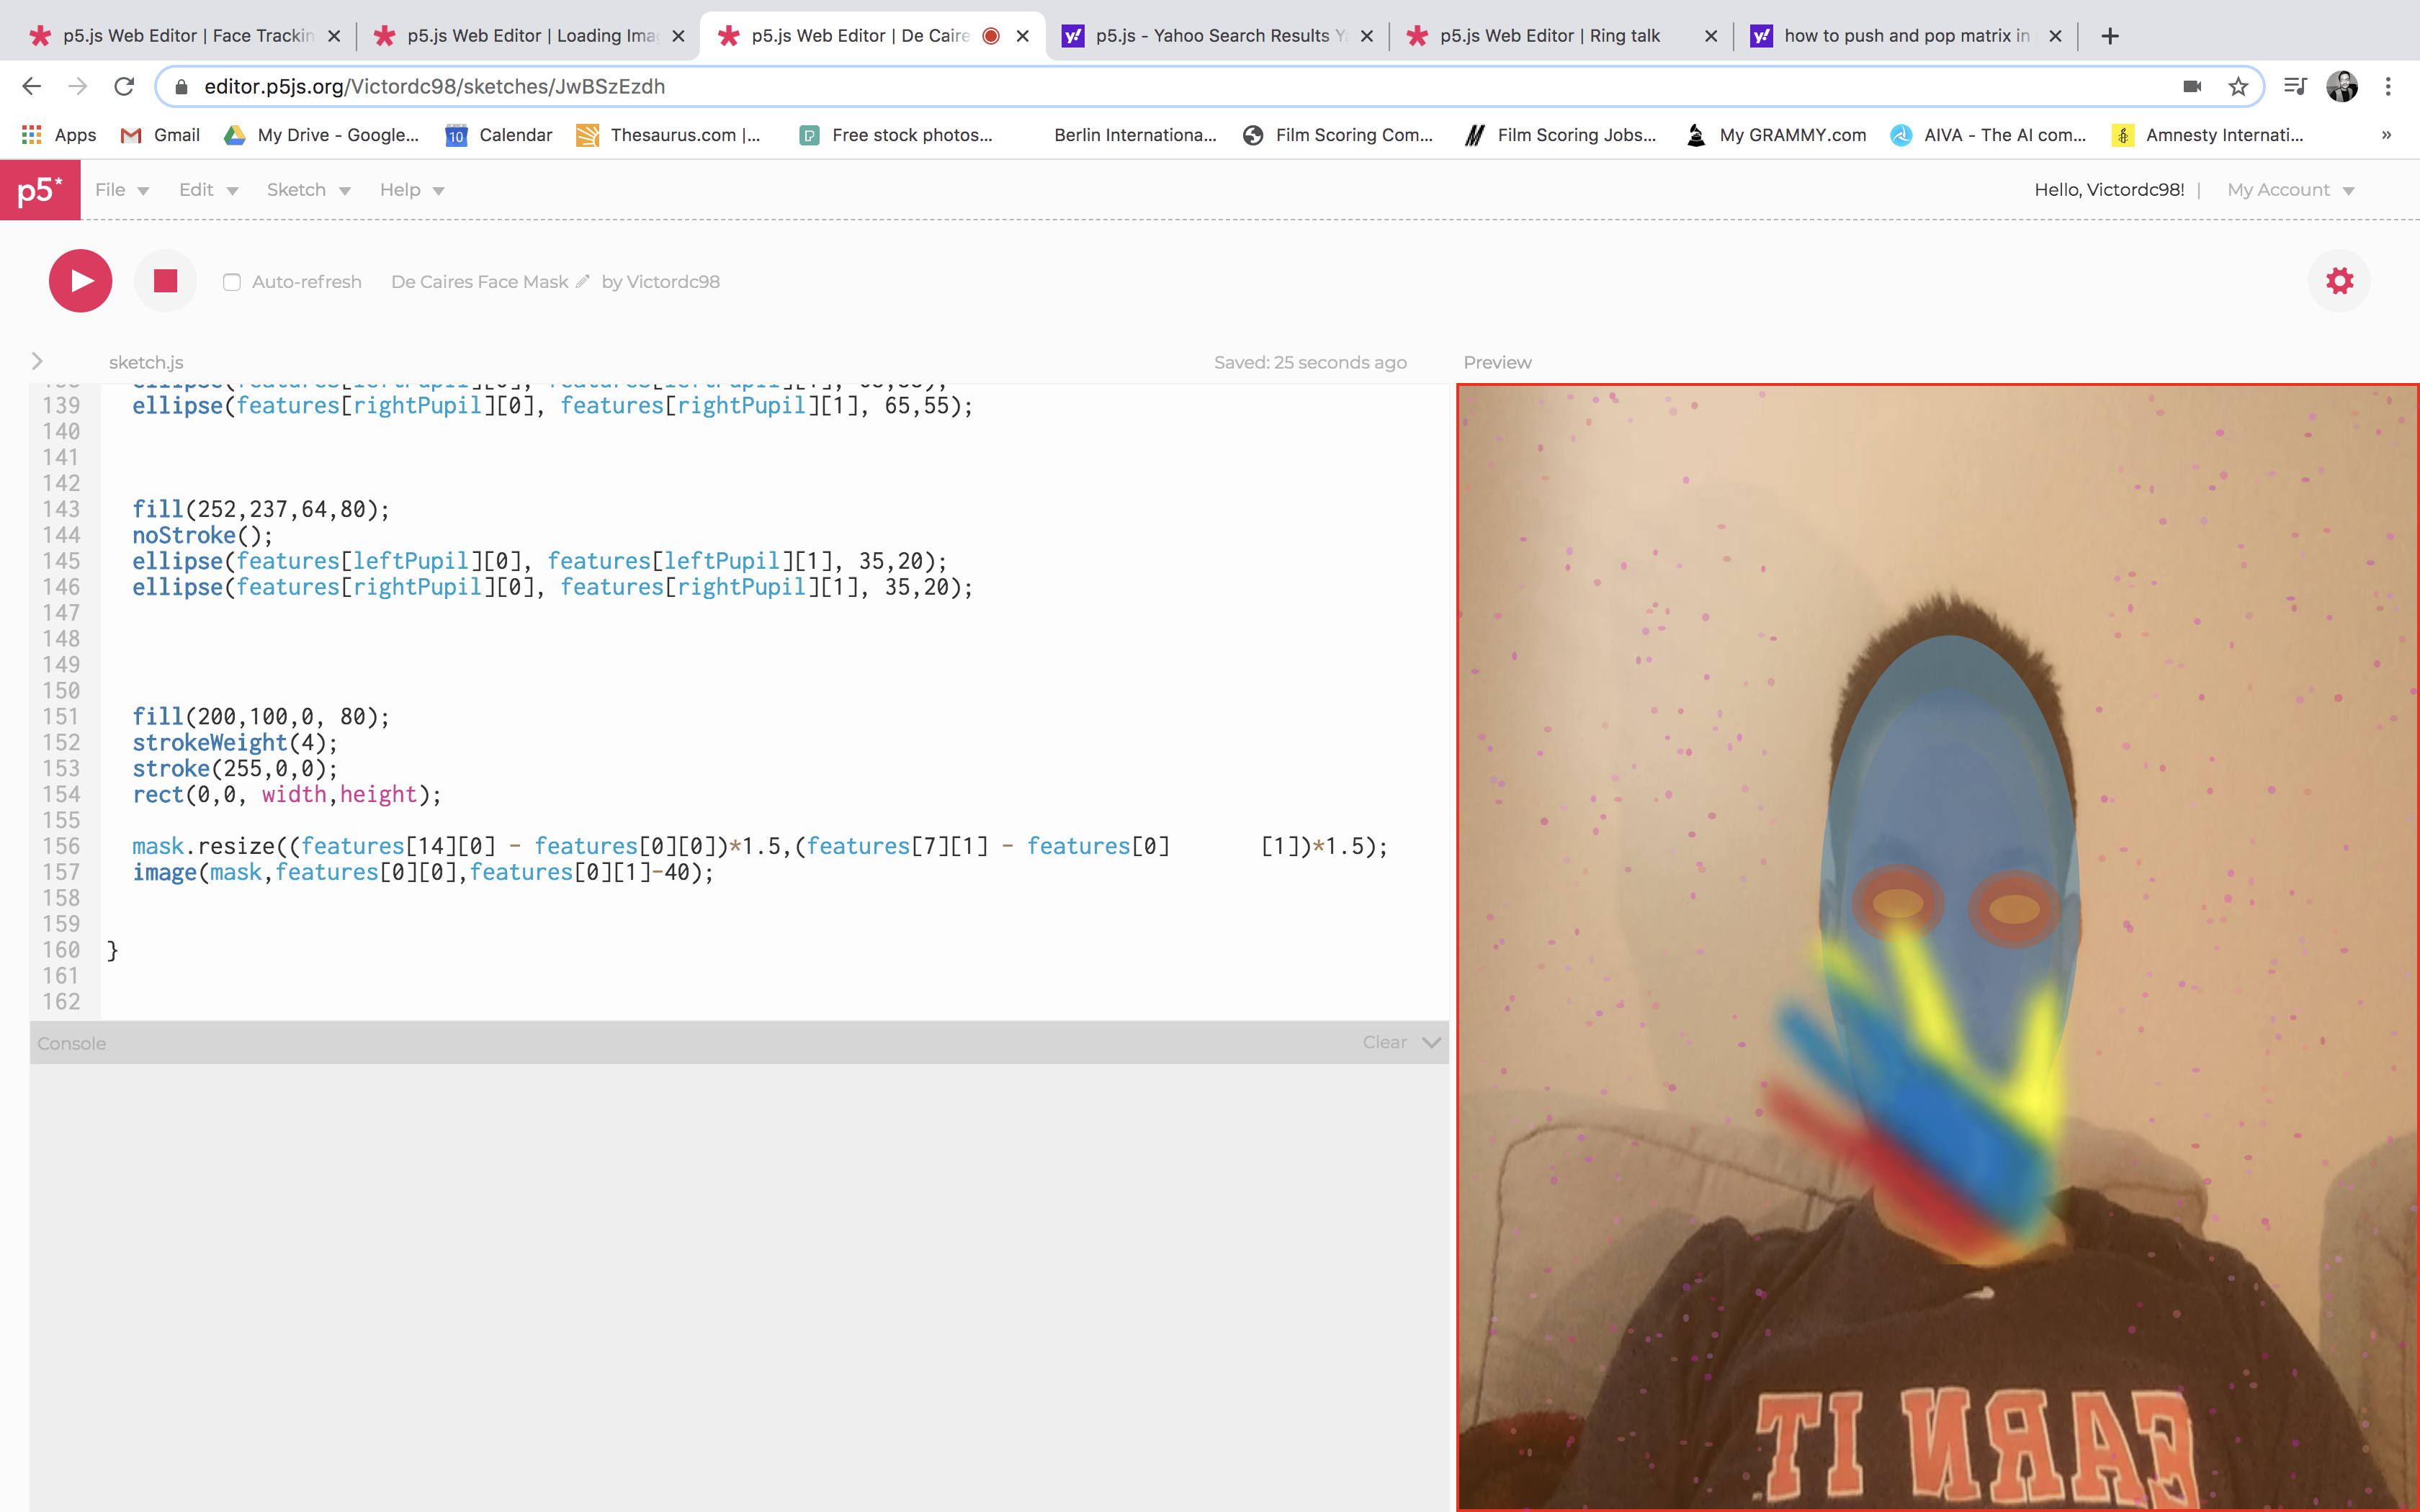 p5.js Web Editor | Face Trackin
p5.js Web Editor | Loading Ima
p5.js Web Editor | De Caire
p5.js - Yahoo Search Results Y
p5.js Web Editor | Ring talk
how to push and pop matrix in
editor.p5js.org/Victordc98/sketches/JwBSzEzdh
Apps
Gmail
My Drive - Google...
10 Calendar
Thesaurus.com |...
Free stock photos...
Berlin Internationa...
Film Scoring Com...
Film Scoring Jobs...
My GRAMMY.com
AIVA - The AI com...
Amnesty Internati...
»
p5* File Edit Sketch Help
Hello, Victordc98! | My Account
Auto-refresh De Caires Face Mask by Victordc98
sketch.js Saved: 25 seconds ago Preview
139 ellipse(features[rightPupil][0], features[rightPupil][1], 65,55);
140
141
142
143 fill(252,237,64,80);
144 noStroke();
145 ellipse(features[leftPupil][0], features[leftPupil][1], 35,20);
146 ellipse(features[rightPupil][0], features[rightPupil][1], 35,20);
147
148
149
150
151 fill(200,100,0, 80);
152 strokeWeight(4);
153 stroke(255,0,0);
154 rect(0,0, width,height);
155
156 mask.resize((features[14][0] - features[0][0])*1.5,(features[7][1] - features[0] [1])*1.5);
157 image(mask,features[0][0],features[0][1]-40);
158
159
160 }
161
162
Console Clear
EARN IT.